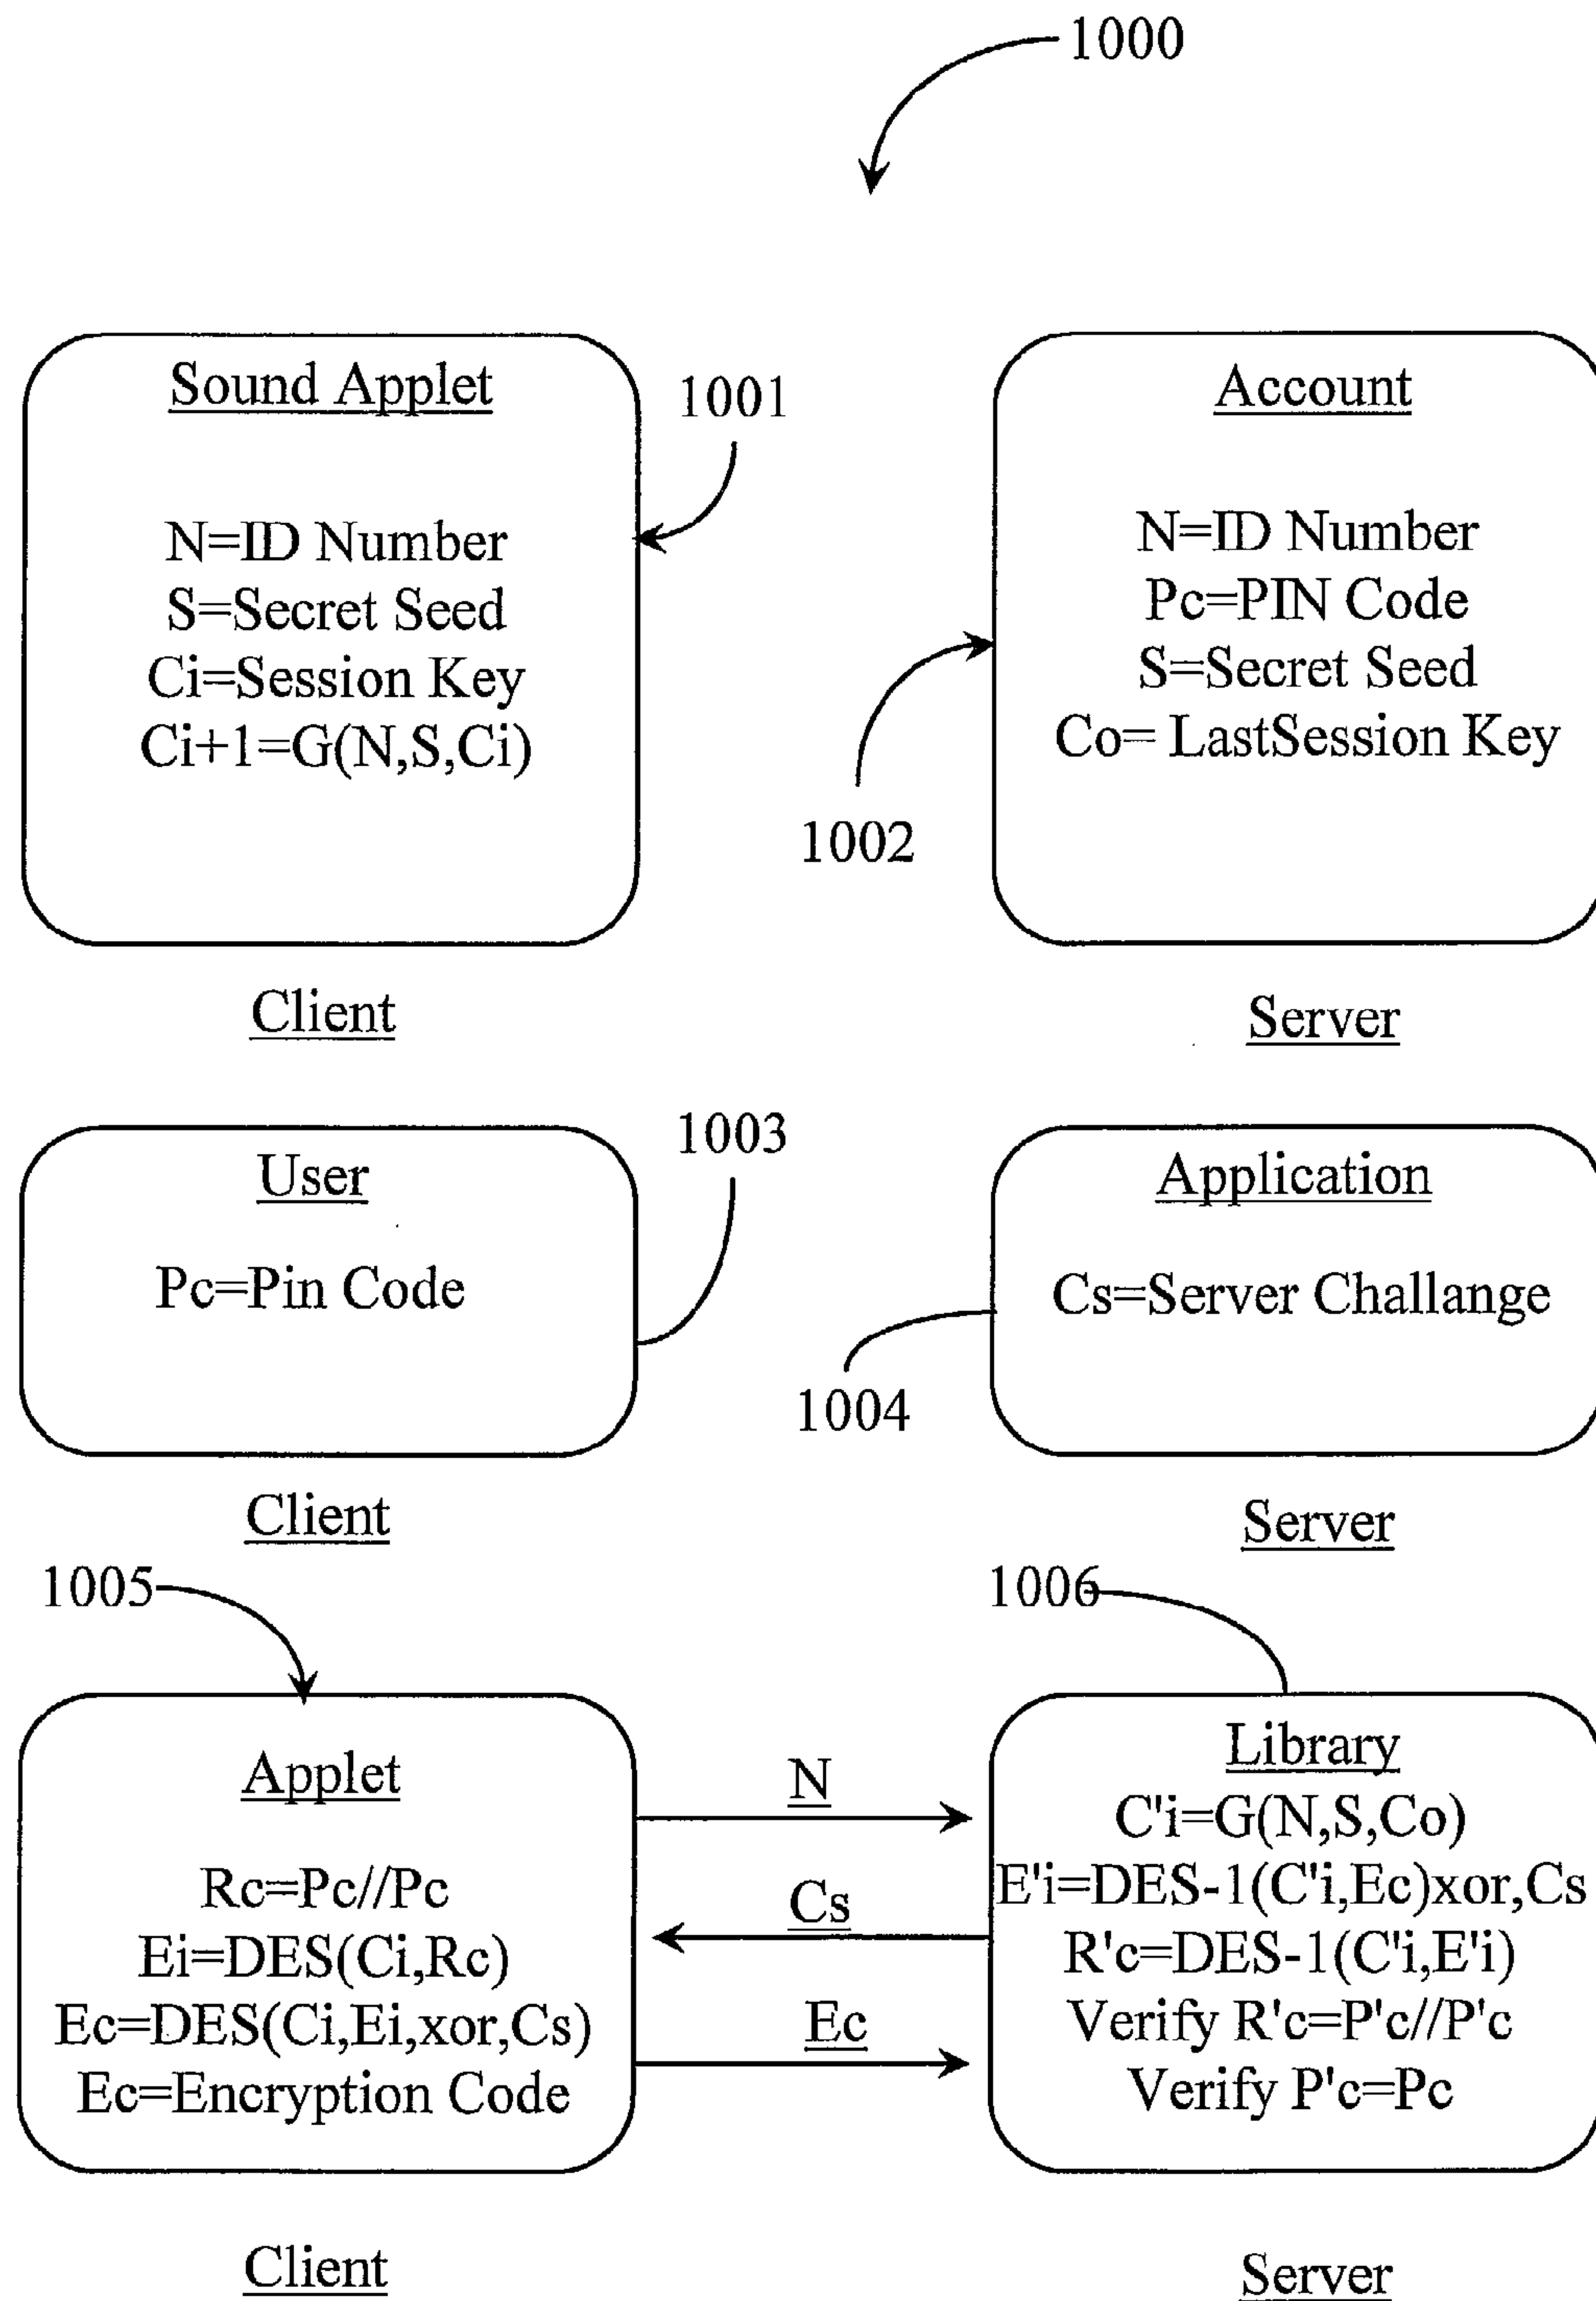 1000
Sound Applet
N=ID Number
S=Secret Seed
Ci=Session Key
Ci+1=G(N,S,Ci)
1001
Client
Account
N=ID Number
Pc=PIN Code
S=Secret Seed
Co= LastSession Key
1002
Server
User
Pc=Pin Code
1003
Client
Application
Cs=Server Challange
1004
Server
1005
Applet
Rc=Pc//Pc
Ei=DES(Ci,Rc)
Ec=DES(Ci,Ei,xor,Cs)
Ec=Encryption Code
Client
N
Cs
Ec
1006
Library
C'i=G(N,S,Co)
E'i=DES-1(C'i,Ec)xor,Cs
R'c=DES-1(C'i,E'i)
Verify R'c=P'c//P'c
Verify P'c=Pc
Server